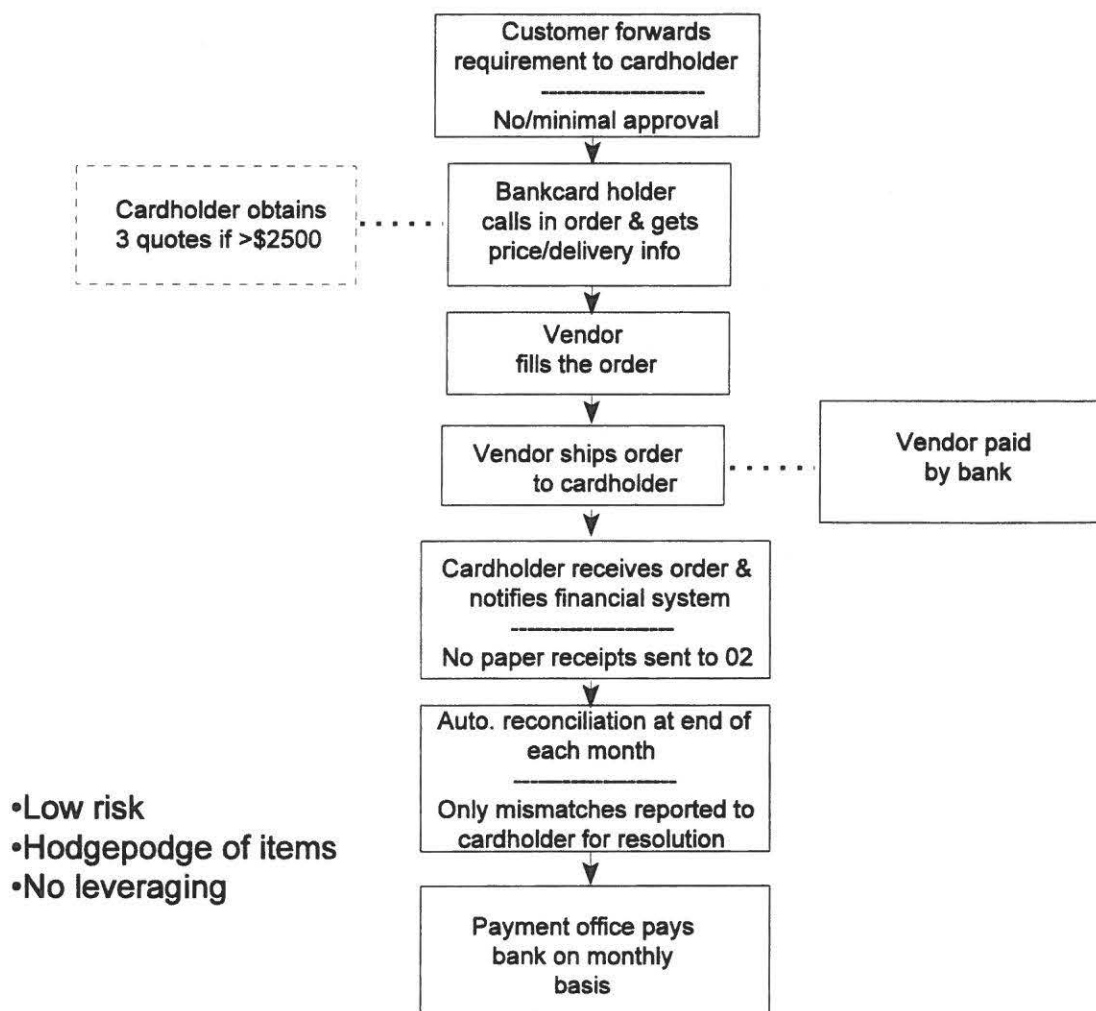 Customer forwards
requirement to cardholder
--------------------
No/minimal approval
Cardholder obtains
3 quotes if >$2500
Bankcard holder
calls in order & gets
price/delivery info
Vendor
fills the order
Vendor ships order
to cardholder
Vendor paid
by bank
Cardholder receives order &
notifies financial system
--------------------
No paper receipts sent to 02
Auto. reconciliation at end of
each month
--------------------
Only mismatches reported to
cardholder for resolution
•Low risk
•Hodgepodge of items
•No leveraging
Payment office pays
bank on monthly
basis